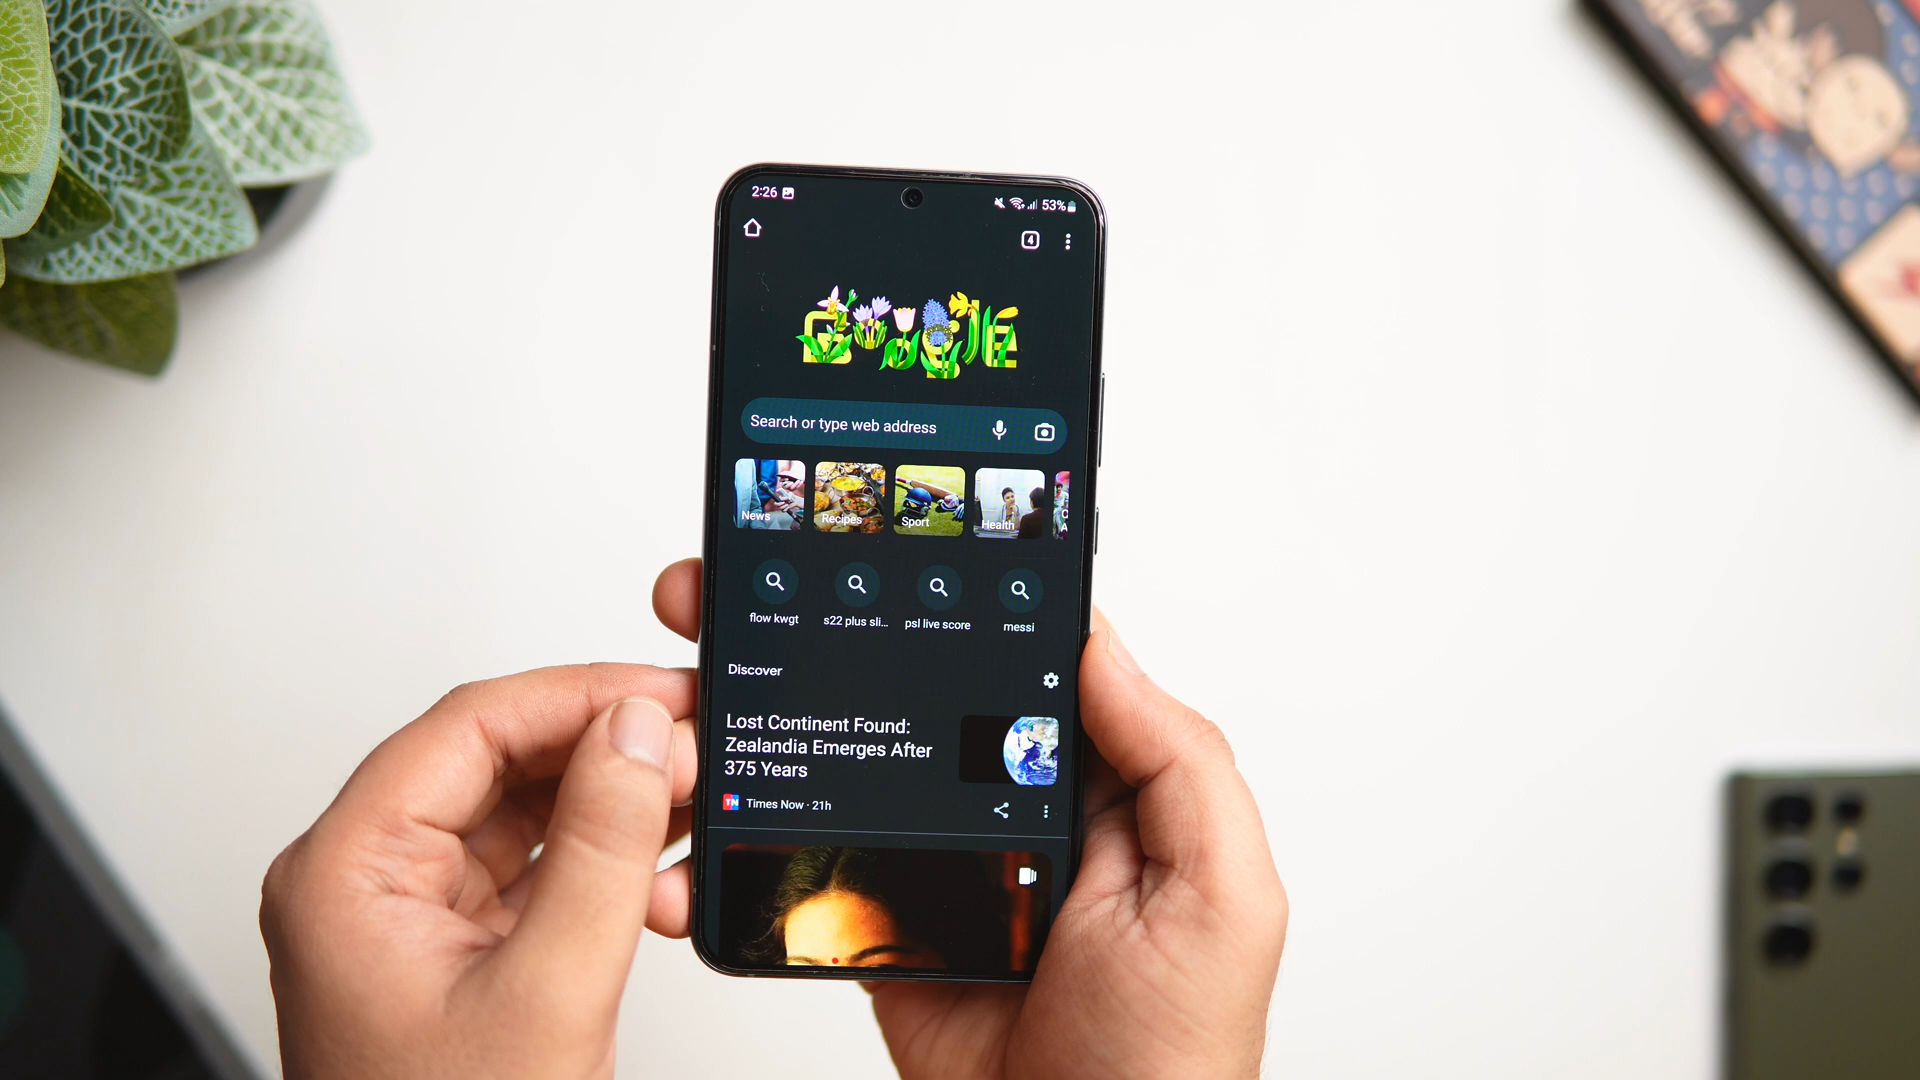 2:26
53%
4
GOOGLE
Search or type web address
News
Recipes
Sport
Health
C
A
flow kwgt
s22 plus sli...
psl live score
messi
Discover
Lost Continent Found:
Zealandia Emerges After
375 Years
TN
Times Now · 21h